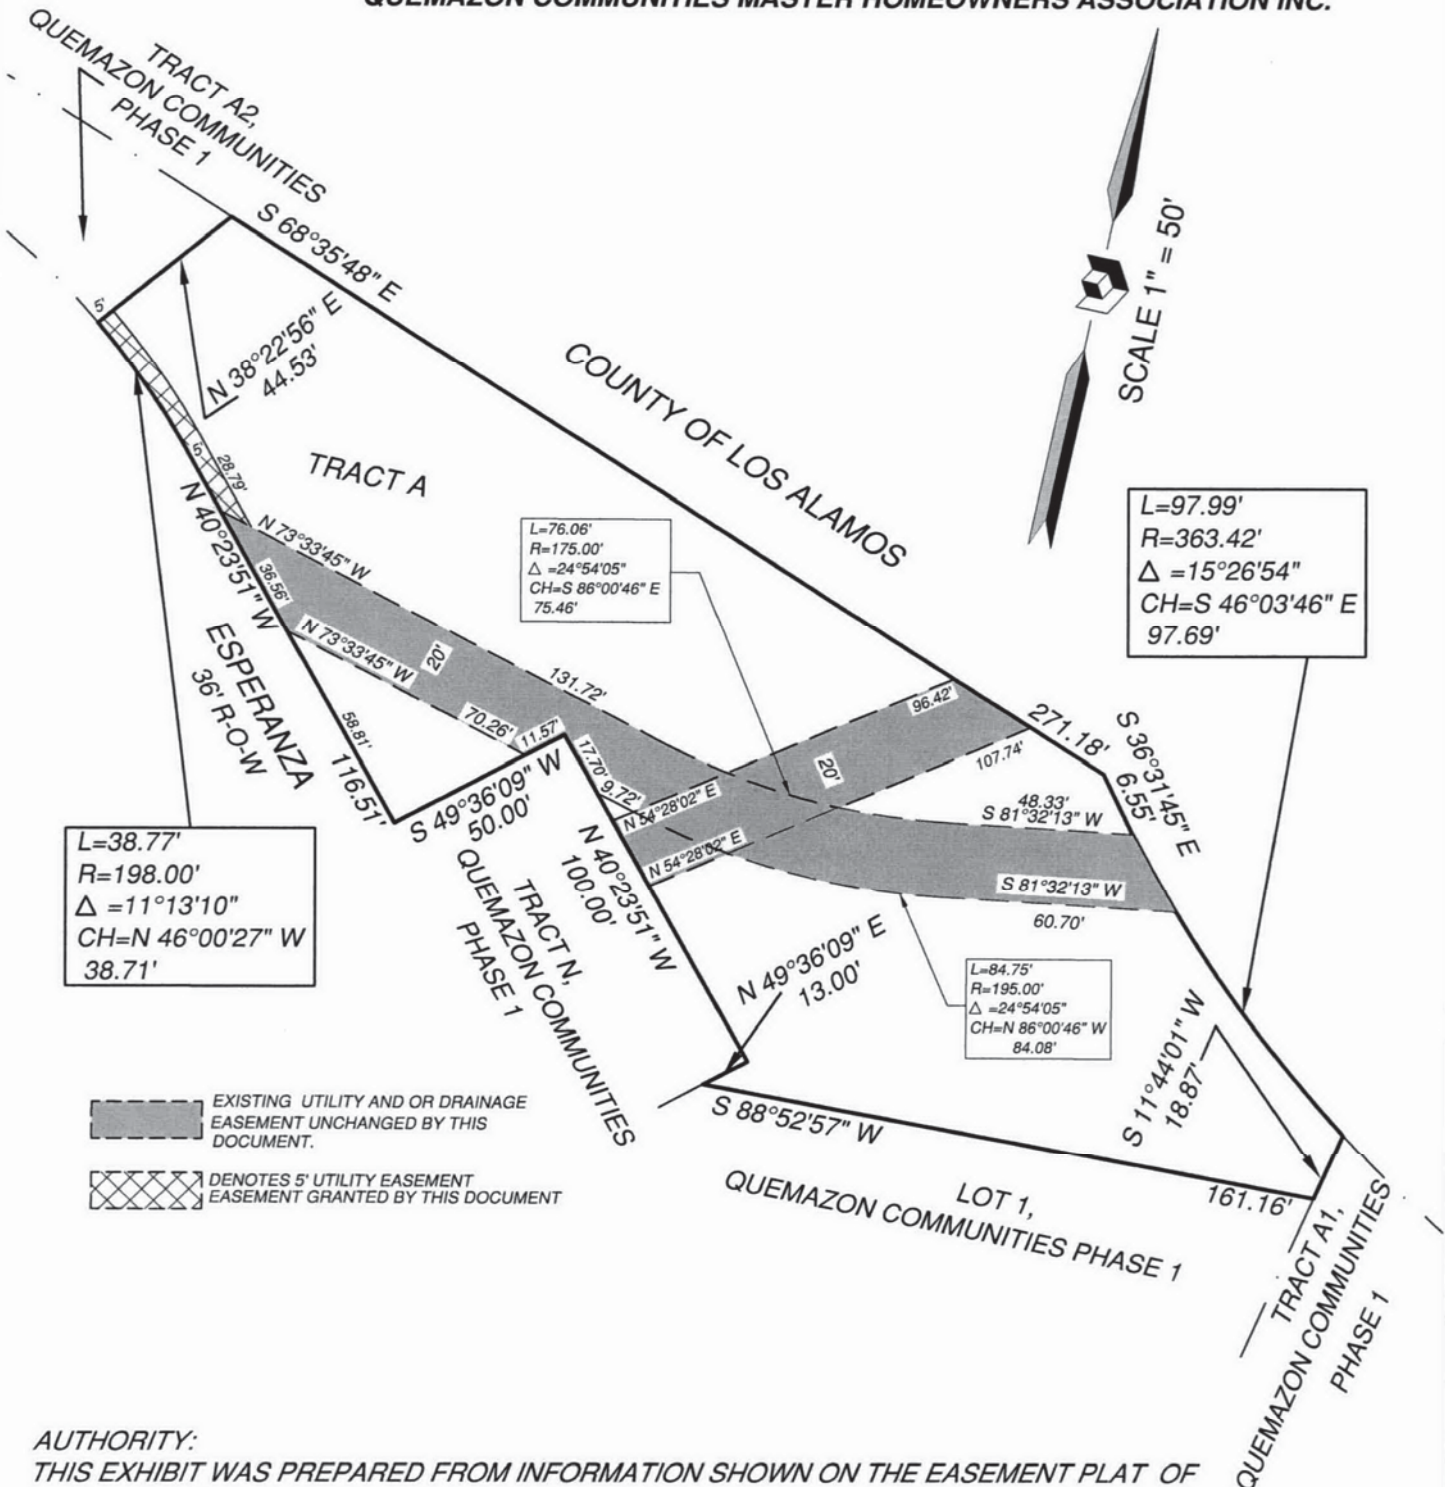 QUEMAZON COMMUNITIES MASTER HOMEOWNERS ASSOCIATION INC.
TRACT A2,
QUEMAZON COMMUNITIES
PHASE 1
S 68°35'48" E
5'
N 38°22'56" E
44.53'
SCALE 1" = 50'
COUNTY OF LOS ALAMOS
TRACT A
5'
28.79'
N 40°23'51" W
N 73°33'45" W
36.56'
L=76.06'
R=175.00'
Δ =24°54'05"
CH=S 86°00'46" E
75.46'
L=97.99'
R=363.42'
Δ =15°26'54"
CH=S 46°03'46" E
97.69'
ESPERANZA
36' R-O-W
N 73°33'45" W
20'
131.72'
70.26'
11.57'
58.81'
116.51'
17.70'
9.72'
96.42'
20'
107.74'
271.18'
S 36°31'45" E
6.55'
S 49°36'09" W
50.00'
N 54°28'02" E
N 54°28'02" E
48.33'
S 81°32'13" W
S 81°32'13" W
60.70'
N 40°23'51" W
100.00'
L=38.77'
R=198.00'
Δ =11°13'10"
CH=N 46°00'27" W
38.71'
TRACT N,
QUEMAZON COMMUNITIES
PHASE 1
N 49°36'09" E
13.00'
L=84.75'
R=195.00'
Δ =24°54'05"
CH=N 86°00'46" W
84.08'
S 11°44'01" W
18.87'
EXISTING UTILITY AND OR DRAINAGE
EASEMENT UNCHANGED BY THIS
DOCUMENT.
DENOTES 5' UTILITY EASEMENT
EASEMENT GRANTED BY THIS DOCUMENT
S 88°52'57" W
161.16'
LOT 1,
QUEMAZON COMMUNITIES PHASE 1
TRACT A1,
QUEMAZON COMMUNITIES
PHASE 1
AUTHORITY:
THIS EXHIBIT WAS PREPARED FROM INFORMATION SHOWN ON THE EASEMENT PLAT OF